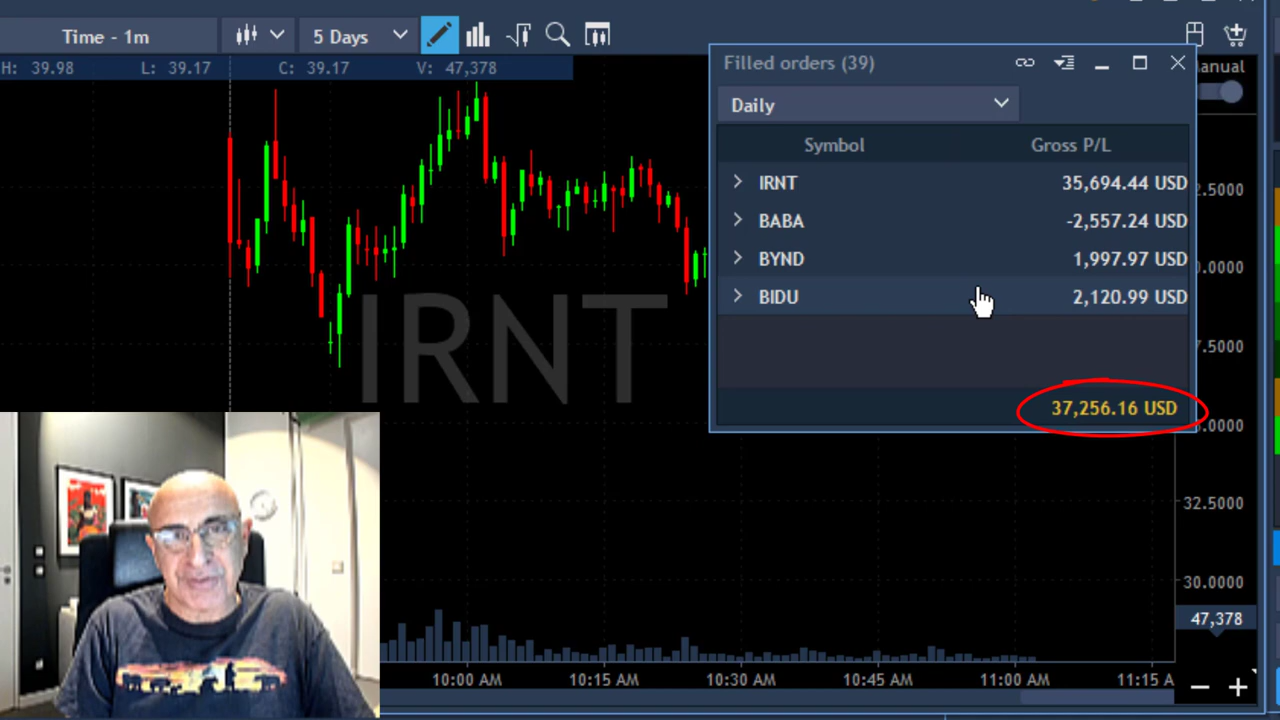 Time - 1m 5 Days
H: 39.98 L: 39.17 C: 39.17 V: 47,378
Filled orders (39)
Daily
Symbol Gross P/L
IRNT 35,694.44 USD
BABA -2,557.24 USD
BYND 1,997.97 USD
BIDU 2,120.99 USD
37,256.16 USD
IRNT
32.5000
30.0000
47,378
10:00 AM 10:15 AM 10:30 AM 10:45 AM 11:00 AM 11:15 A